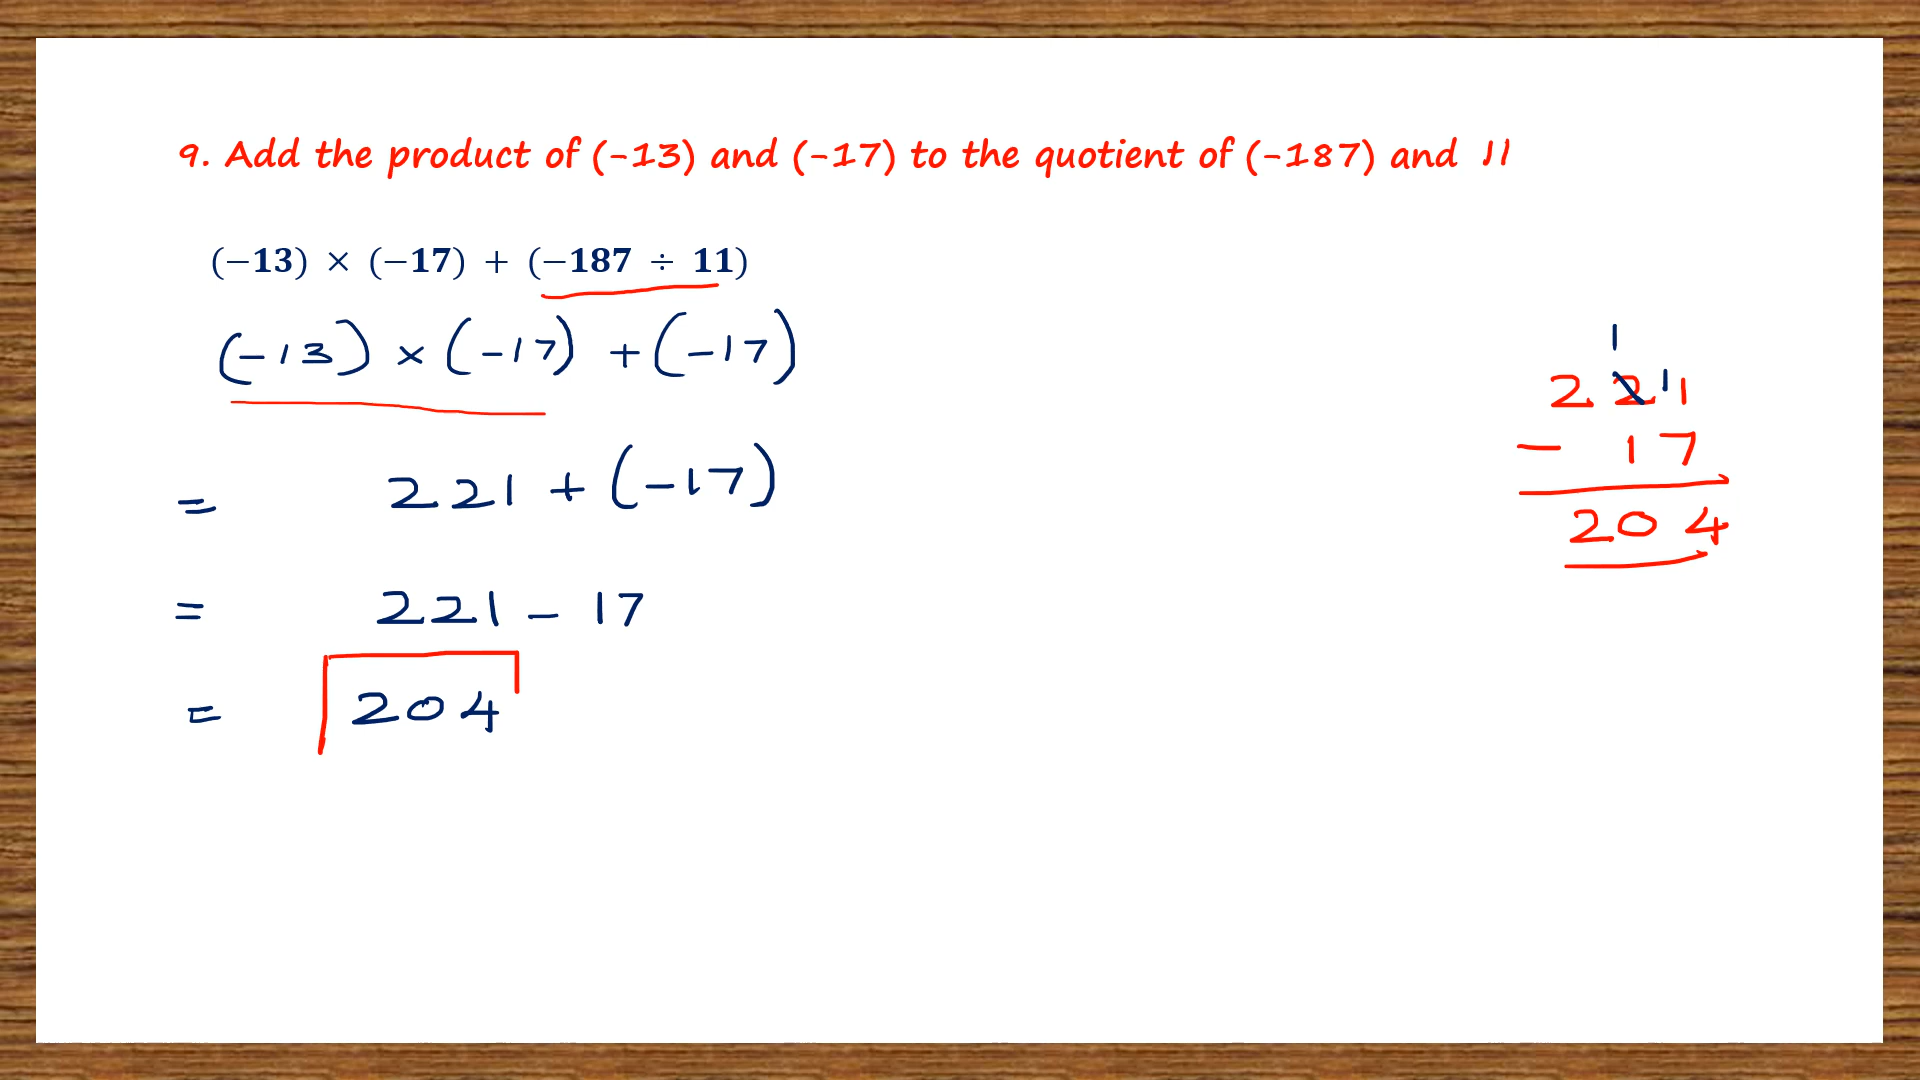 9. Add the product of (-13) and (-17) to the quotient of (-187) and 11
(−13) × (−17) + (−187 ÷ 11)
(-13) × (-17) + (-17)
= 221 + (-17)
= 221 - 17
= 204
1
2 2 1 1
- 17
204